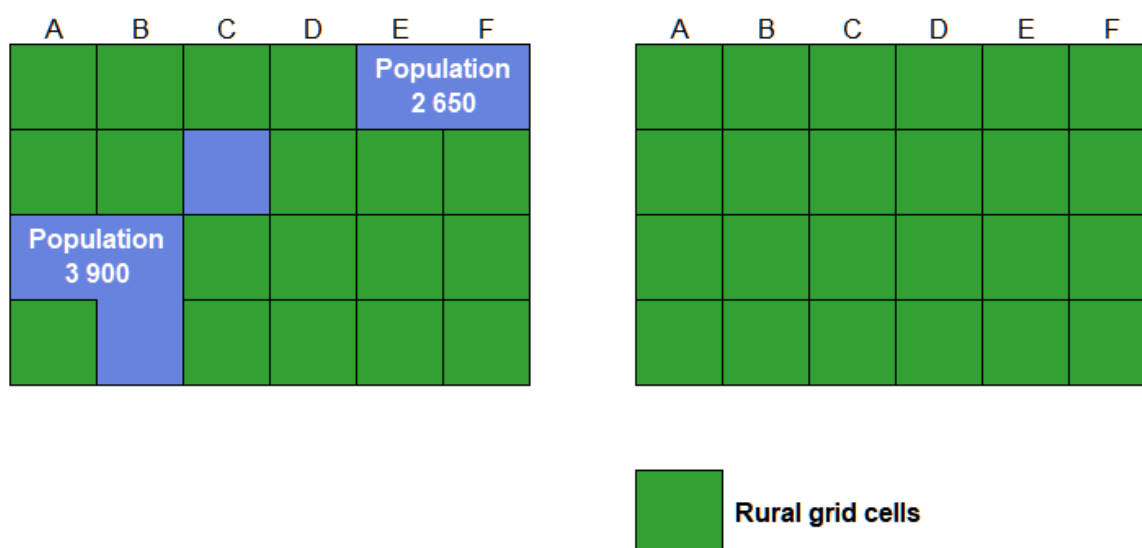 A B C D E F
A B C D E F
Population
2 650
Population
3 900
Rural grid cells